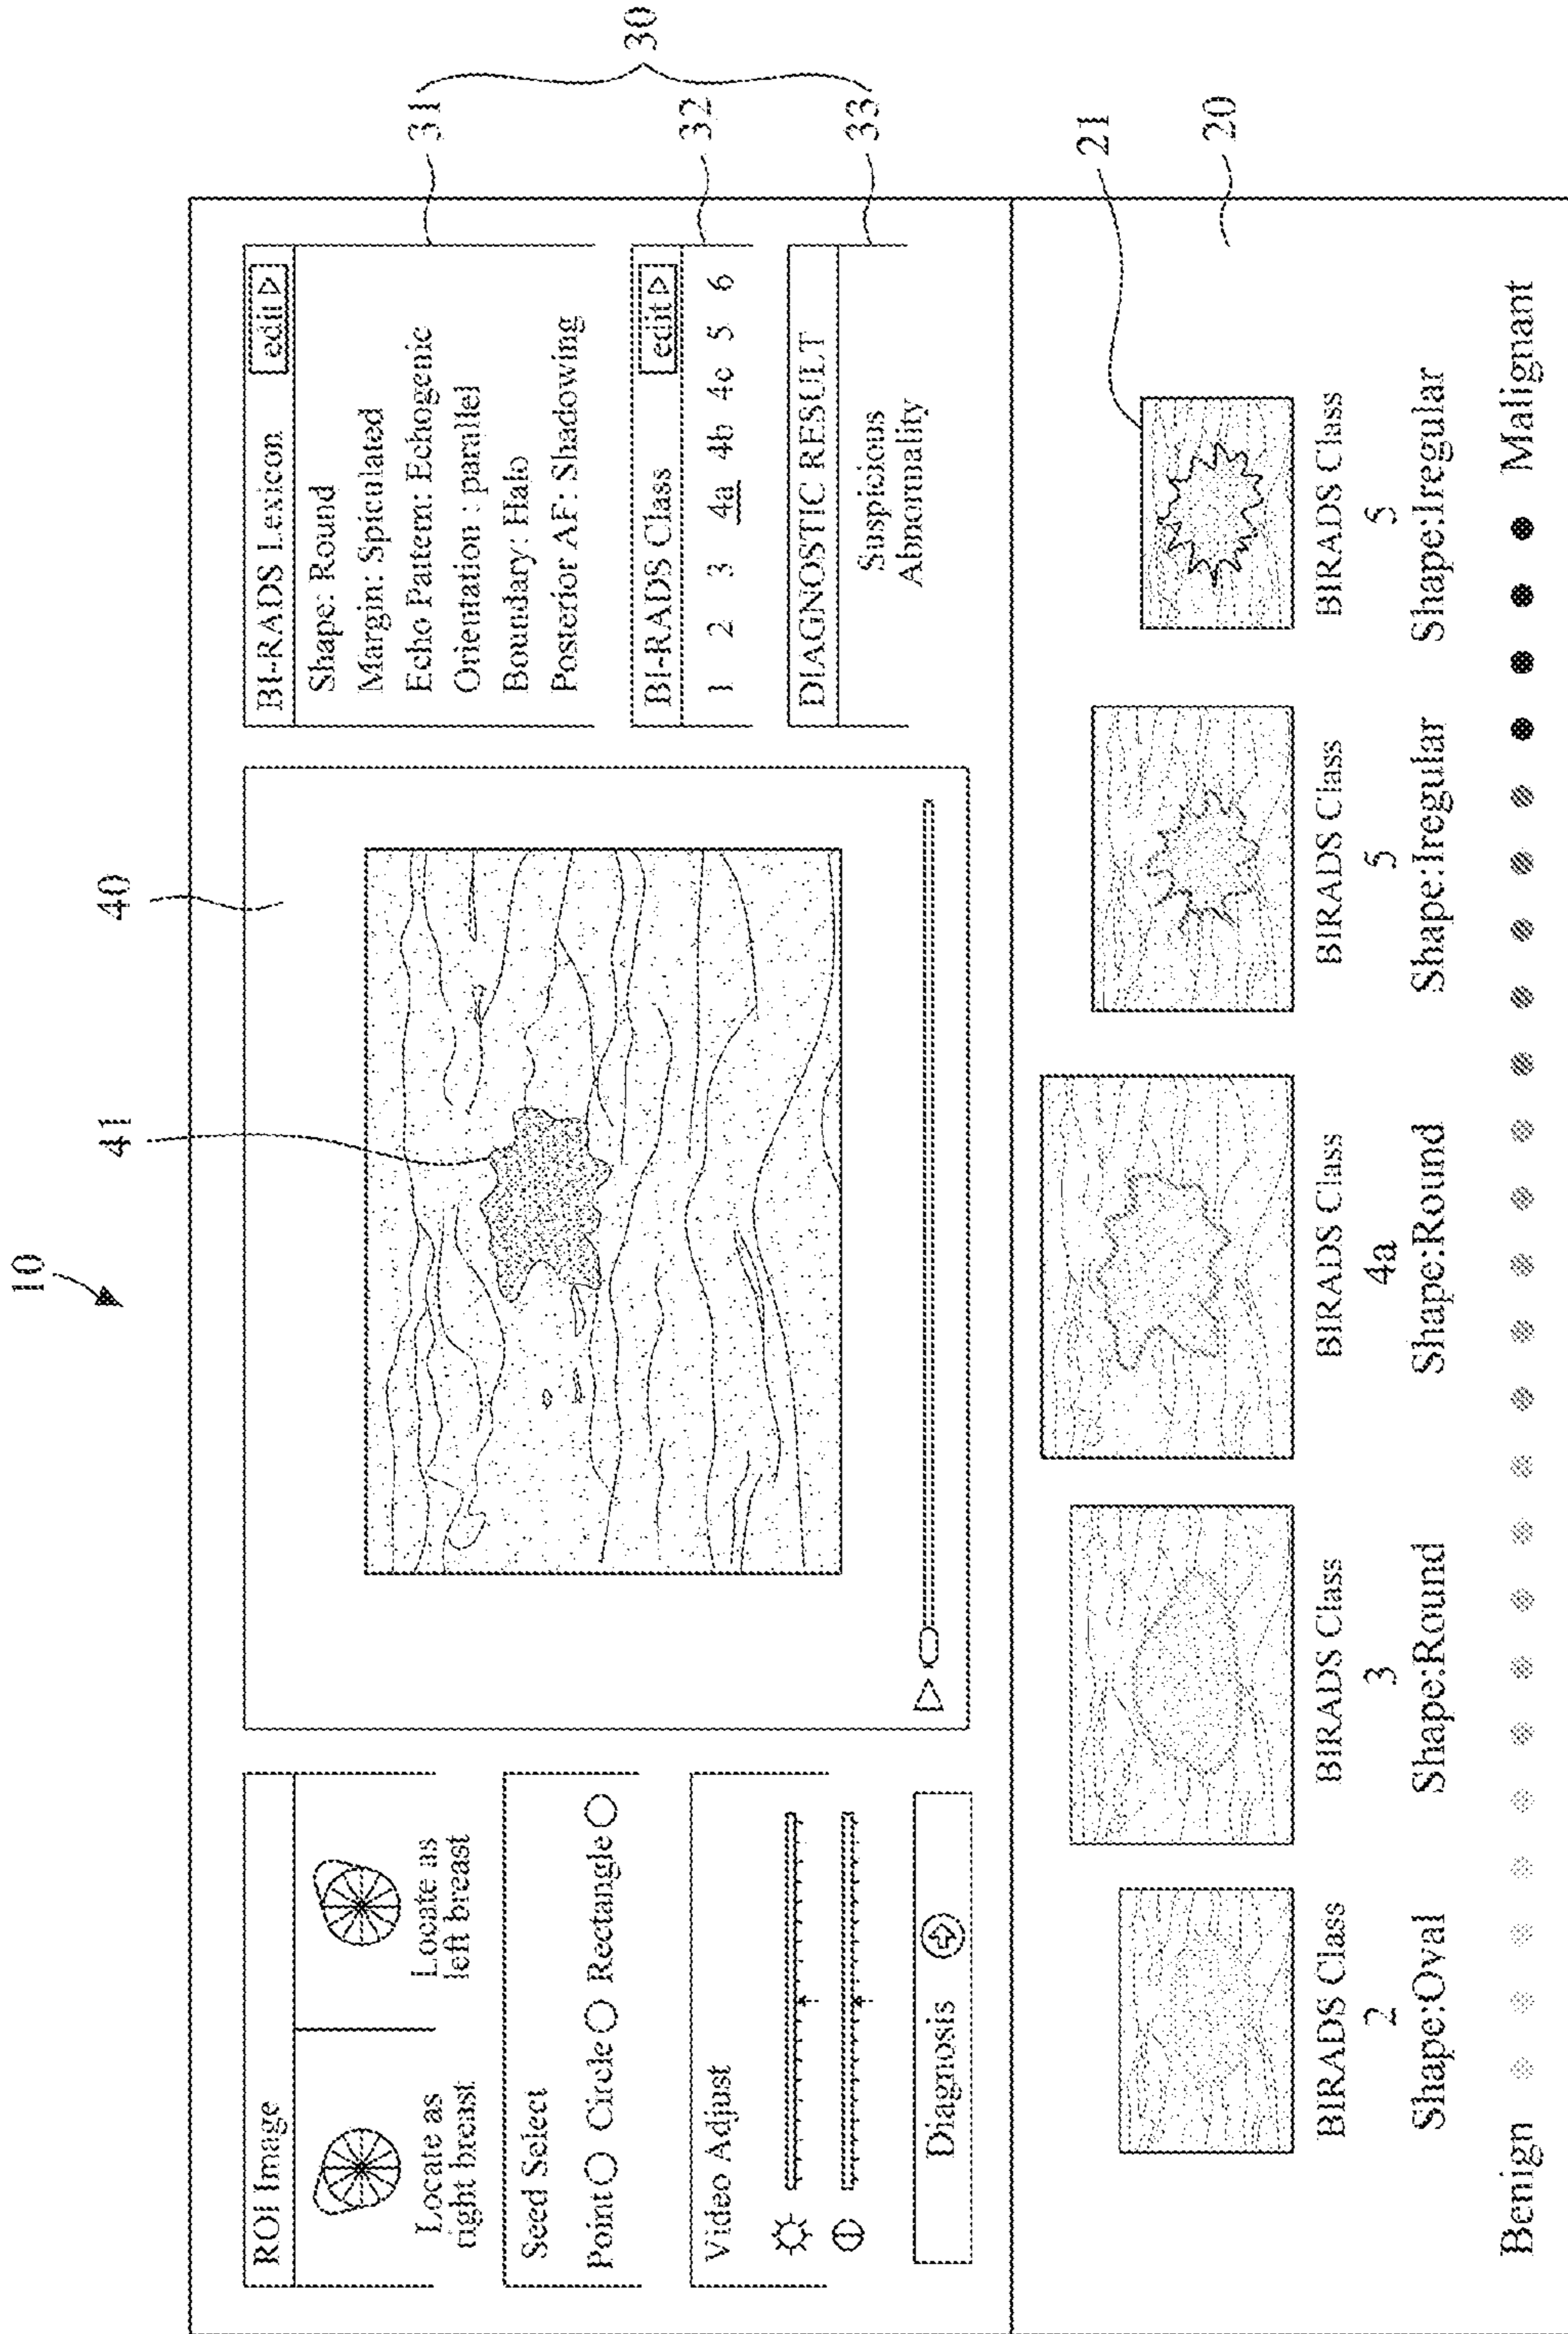 10
41
40
ROI Image
Locate as
right breast
Locate as
left breast
Seed Select
Point Circle Rectangle
Video Adjust
Diagnosis
BI-RADS Lexicon
edit
Shape: Round
Margin: Spiculated
Echo Pattern: Echogenic
Orientation : parallel
Boundary: Halo
Posterior AF: Shadowing
BI-RADS Class
edit
1 2 3 4a 4b 4c 5 6
DIAGNOSTIC RESULT
Suspicious
Abnormality
31
32
33
30
21
20
BIRADS Class
2
Shape:Oval
BIRADS Class
3
Shape:Round
BIRADS Class
4a
Shape:Round
BIRADS Class
5
Shape:Iregular
BIRADS Class
5
Shape:Iregular
Benign
Malignant